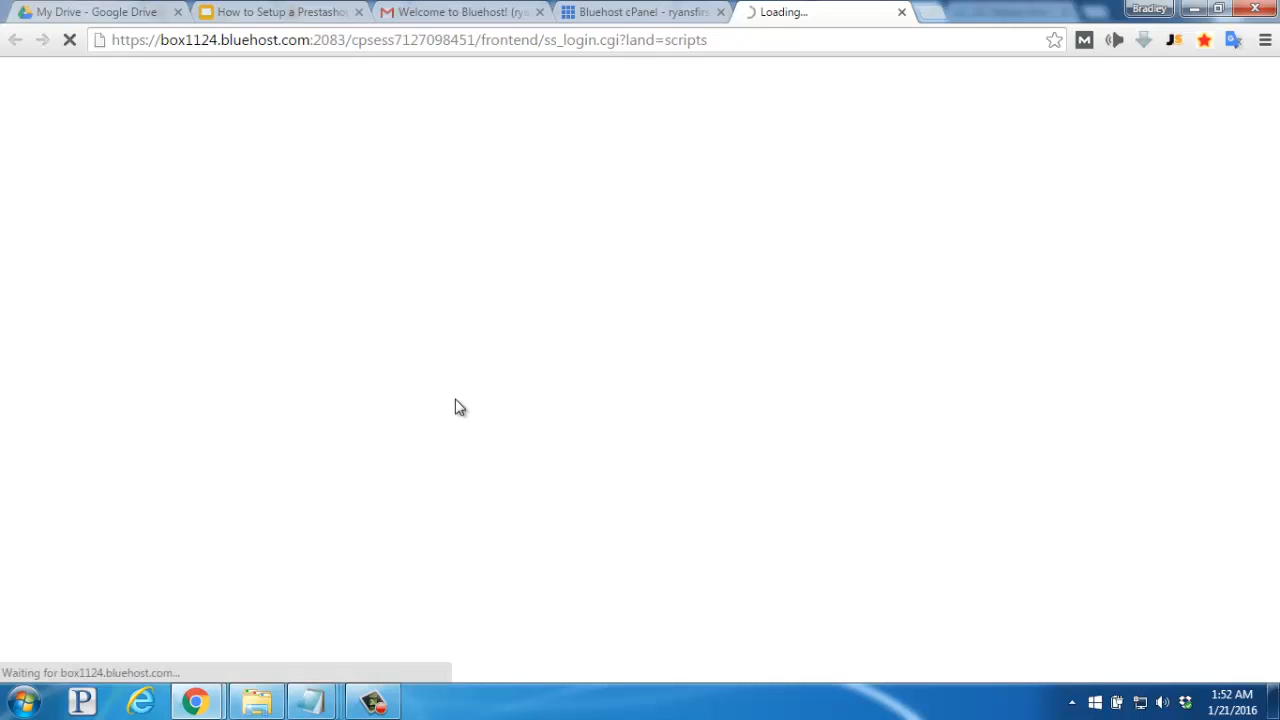 My Drive - Google Drive
How to Setup a Prestasho
Welcome to Bluehost! (rya
Bluehost cPanel - ryansfirs
Loading...
Bradley
https://box1124.bluehost.com:2083/cpsess7127098451/frontend/ss_login.cgi?land=scripts
M
JS
Waiting for box1124.bluehost.com...
P
1:52 AM
1/21/2016